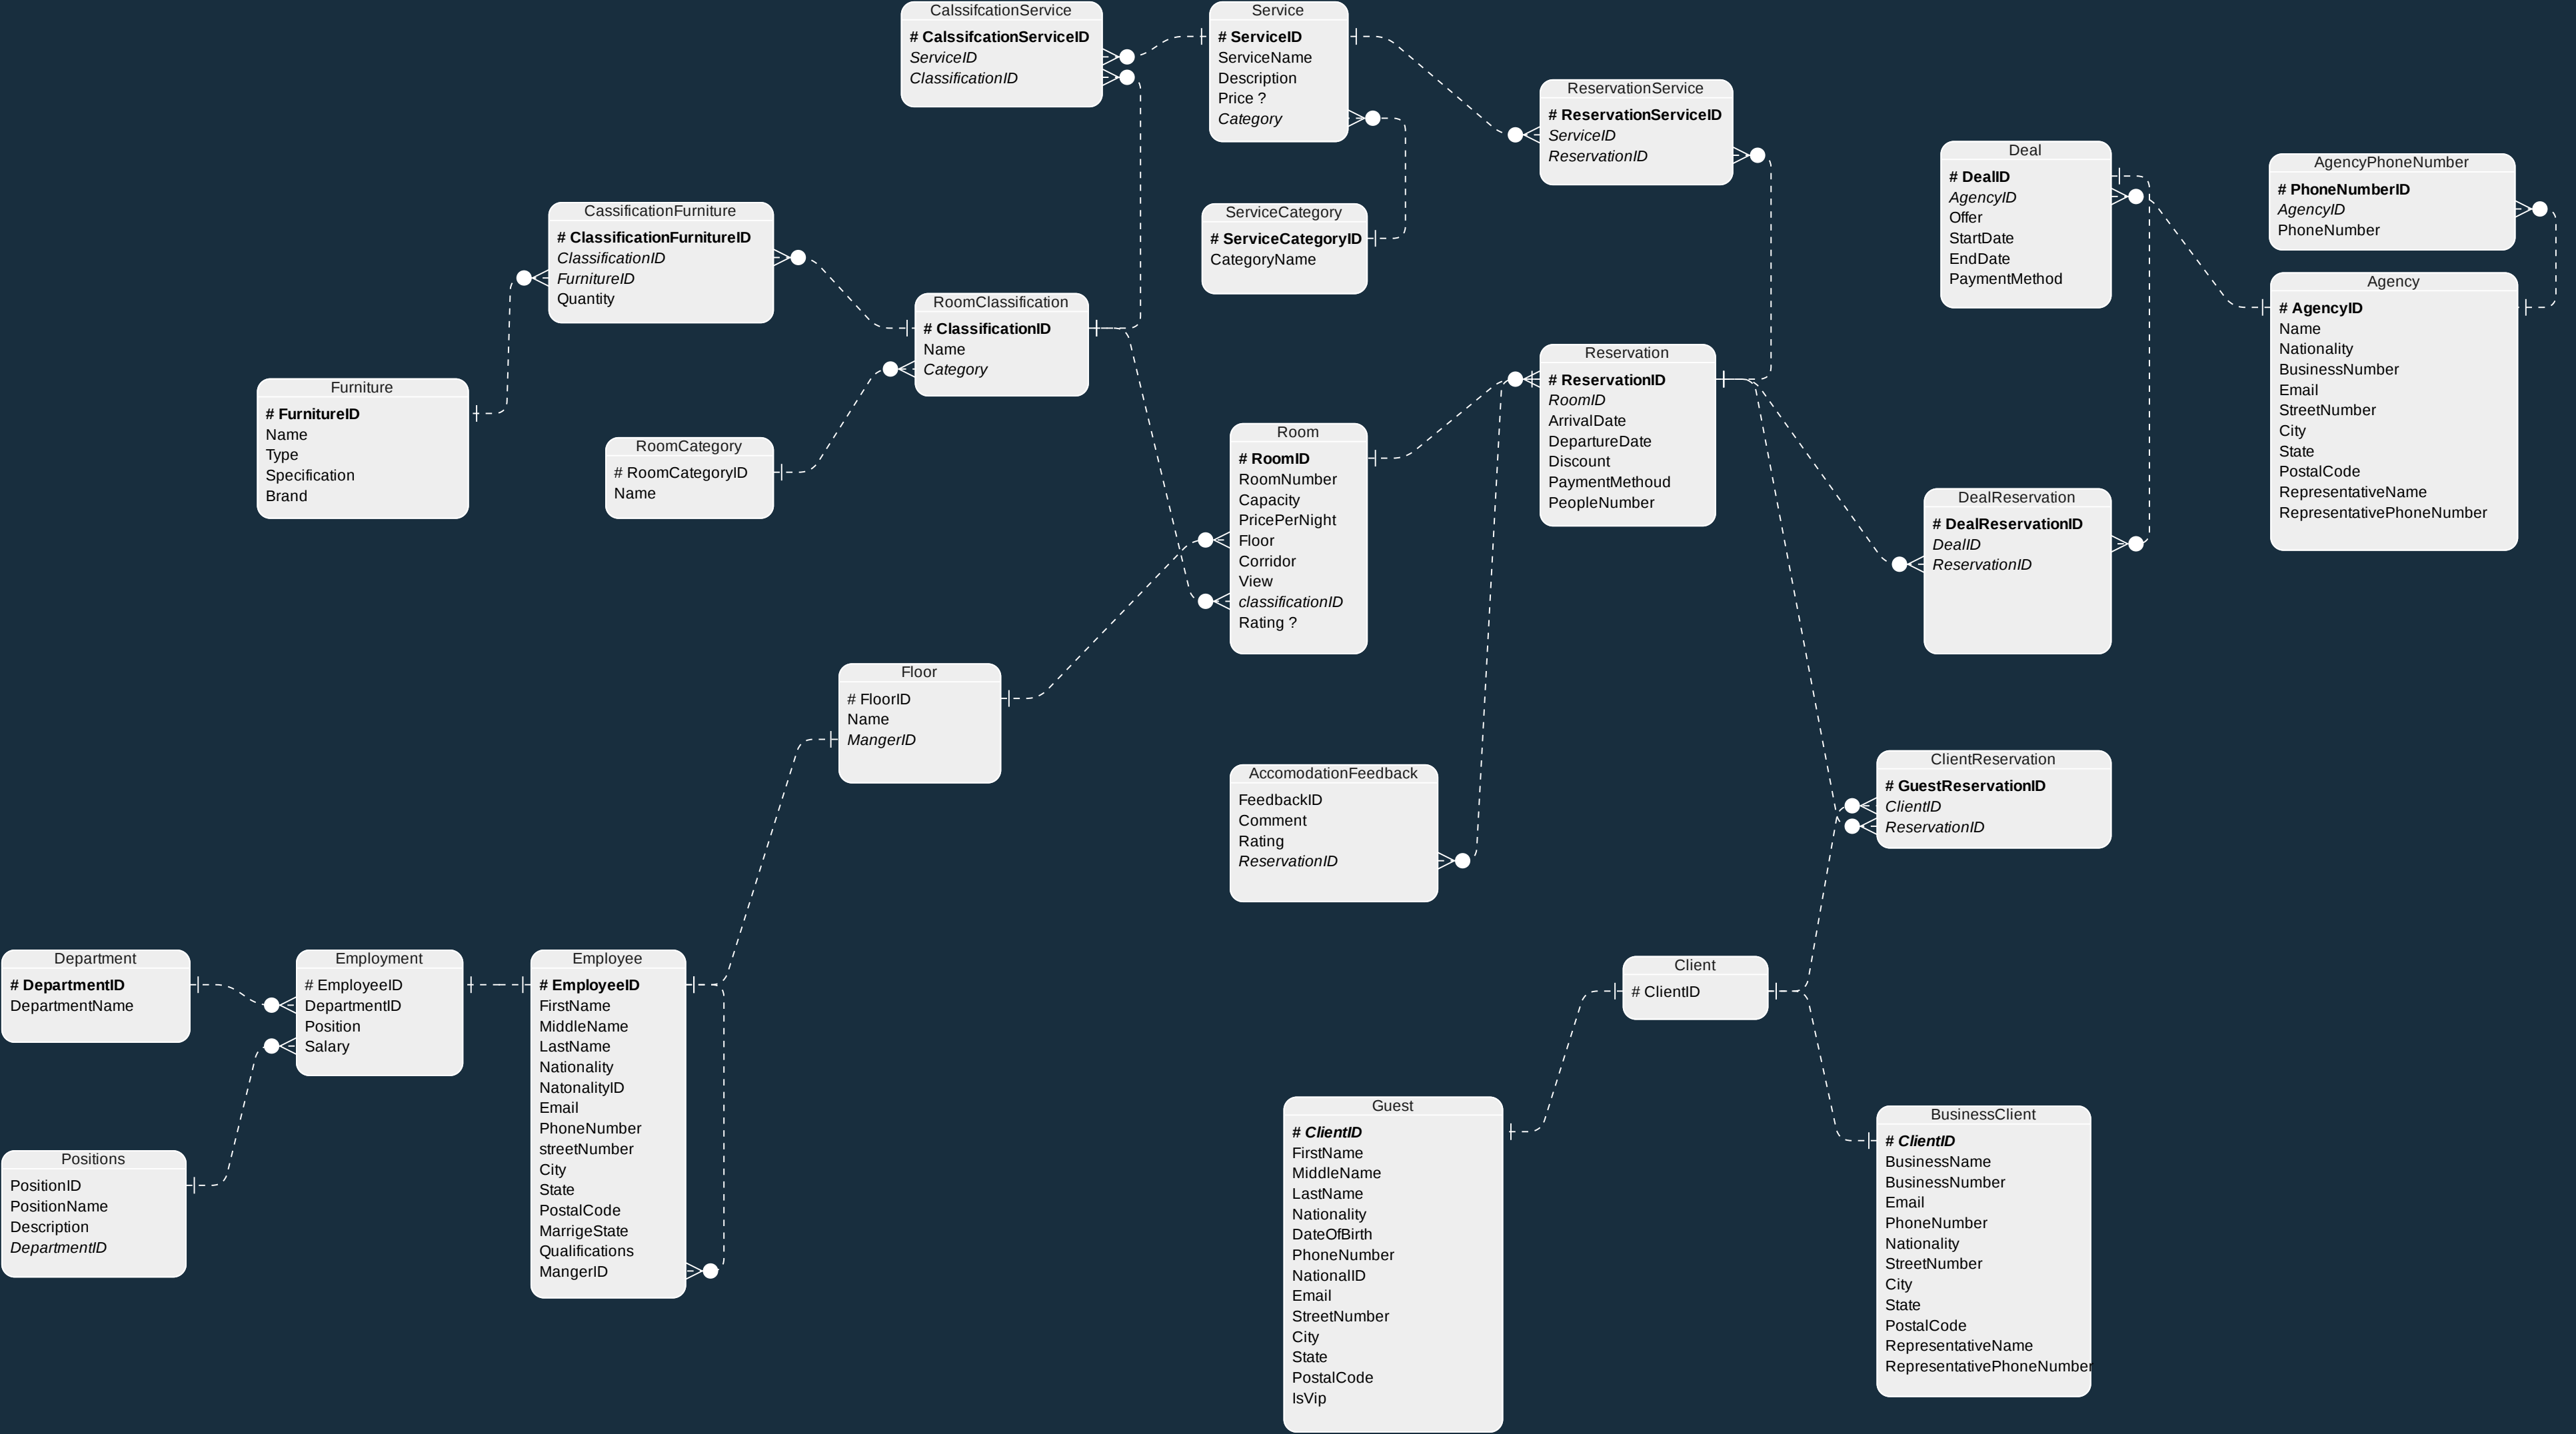 CalssifcationService
# CalssifcationServiceID
ServiceID
ClassificationID
Service
# ServiceID
ServiceName
Description
Price ?
Category
ReservationService
# ReservationServiceID
ServiceID
ReservationID
Deal
# DealID
AgencyID
Offer
StartDate
EndDate
PaymentMethod
AgencyPhoneNumber
# PhoneNumberID
AgencyID
PhoneNumber
CassificationFurniture
# ClassificationFurnitureID
ClassificationID
FurnitureID
Quantity
ServiceCategory
# ServiceCategoryID
CategoryName
Agency
# AgencyID
Name
Nationality
BusinessNumber
Email
StreetNumber
City
State
PostalCode
RepresentativeName
RepresentativePhoneNumber
RoomClassification
# ClassificationID
Name
Category
Reservation
# ReservationID
RoomID
ArrivalDate
DepartureDate
Discount
PaymentMethoud
PeopleNumber
Furniture
# FurnitureID
Name
Type
Specification
Brand
RoomCategory
# RoomCategoryID
Name
Room
# RoomID
RoomNumber
Capacity
PricePerNight
Floor
Corridor
View
classificationID
Rating ?
DealReservation
# DealReservationID
DealID
ReservationID
Floor
# FloorID
Name
MangerID
AccomodationFeedback
FeedbackID
Comment
Rating
ReservationID
ClientReservation
# GuestReservationID
ClientID
ReservationID
Department
# DepartmentID
DepartmentName
Employment
# EmployeeID
DepartmentID
Position
Salary
Employee
# EmployeeID
FirstName
MiddleName
LastName
Nationality
NatonalityID
Email
PhoneNumber
streetNumber
City
State
PostalCode
MarrigeState
Qualifications
MangerID
Client
# ClientID
Positions
PositionID
PositionName
Description
DepartmentID
Guest
# ClientID
FirstName
MiddleName
LastName
Nationality
DateOfBirth
PhoneNumber
NationalID
Email
StreetNumber
City
State
PostalCode
IsVip
BusinessClient
# ClientID
BusinessName
BusinessNumber
Email
PhoneNumber
Nationality
StreetNumber
City
State
PostalCode
RepresentativeName
RepresentativePhoneNumber